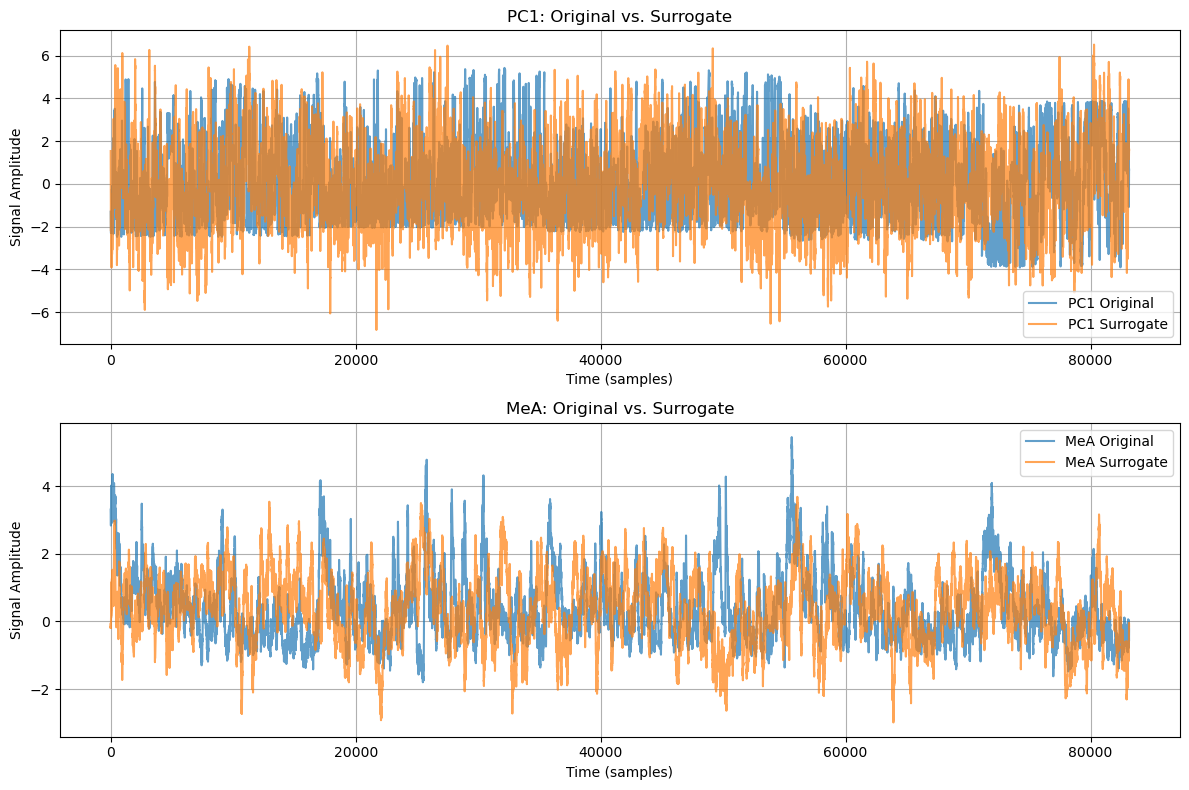 PC1: Original vs. Surrogate
6
4
2
0
−2
−4
−6
Signal Amplitude
PC1 Original
PC1 Surrogate
0
20000
40000
60000
80000
Time (samples)
MeA: Original vs. Surrogate
4
2
0
−2
Signal Amplitude
MeA Original
MeA Surrogate
0
20000
40000
60000
80000
Time (samples)